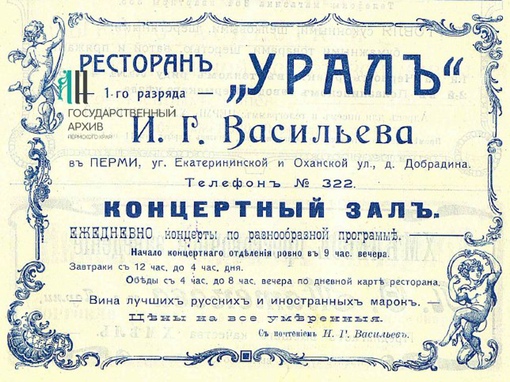 РЕСТОРАНЪ
1-го разряда
„УРАЛЪ“
ГОСУДАРСТВЕННЫЙ
АРХИВ
ПЕРМСКОГО КРАЯ
И. Г. Васильева
въ ПЕРМИ, уг. Екатерининской и Оханской ул., д. Добрадина.
Телефонъ № 322.
КОНЦЕРТНЫЙ ЗАЛЪ.
ЕЖЕДНЕВНО концерты по разнообразной программѣ.
Начало концертнаго отдѣленія ровно въ 9 час. вечера.
Завтраки съ 12 час. до 4 час. дня.
Обѣды съ 4 час. до 8 час. вечера по дневной картѣ ресторана.
— Вина лучшихъ русскихъ и иностранныхъ марокъ. —
Цѣны на все умѣренныя.
Съ почтеніемъ И. Г. Васильевъ.